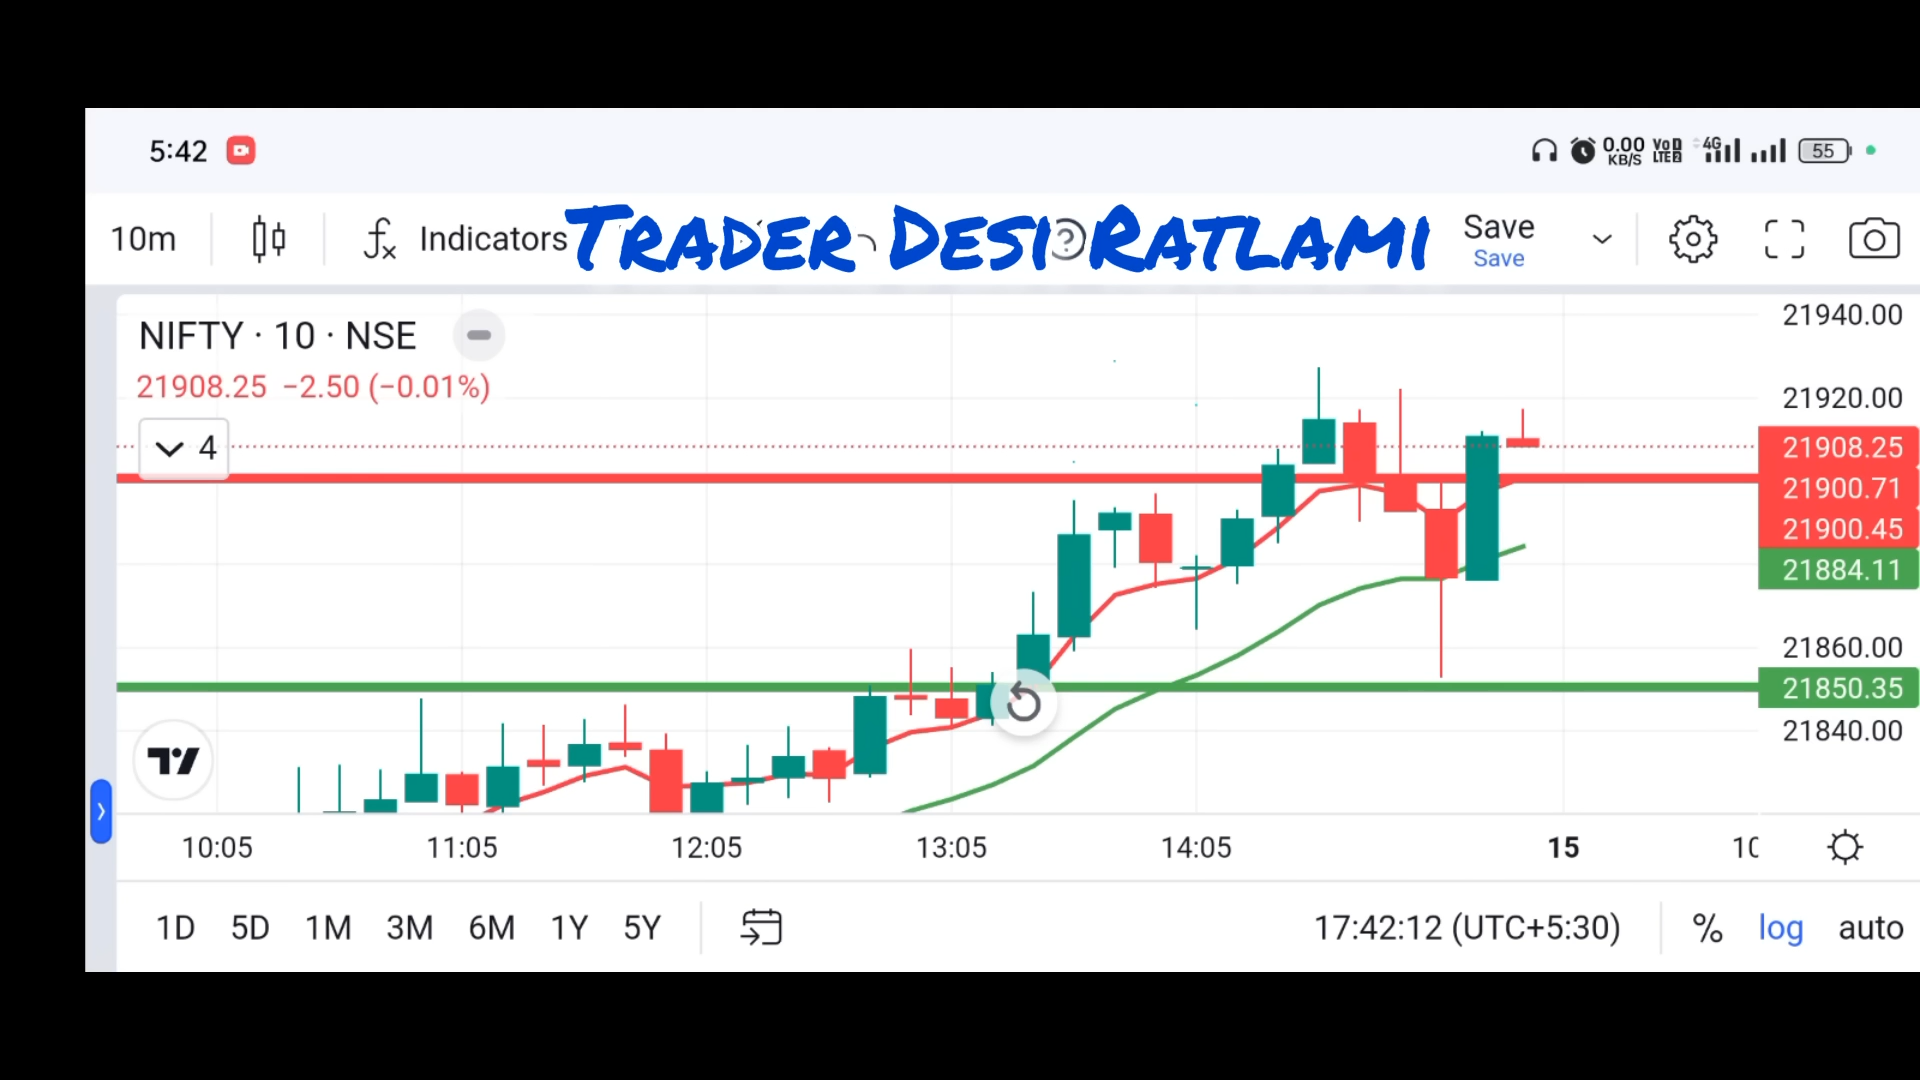 5:42 0.00 KB/S VoD LTE2 4G 55
10m Indicators TRADER DESI RATLAMI Save
Save
NIFTY · 10 · NSE
21908.25 −2.50 (−0.01%)
4
21940.00
21920.00
21908.25
21900.71
21900.45
21884.11
21860.00
21850.35
21840.00
10:05 11:05 12:05 13:05 14:05 15
1D 5D 1M 3M 6M 1Y 5Y 17:42:12 (UTC+5:30) % log auto